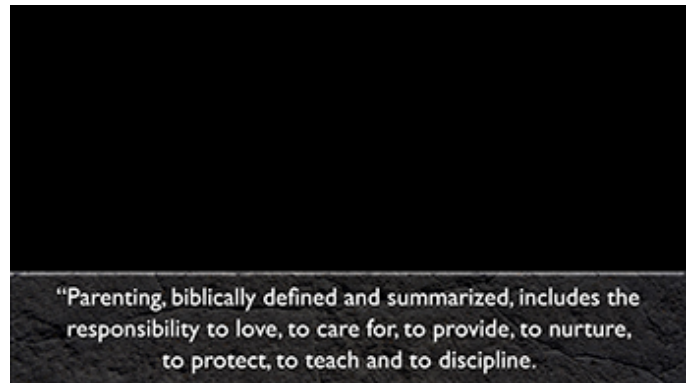 “Parenting, biblically defined and summarized, includes the
responsibility to love, to care for, to provide, to nurture,
to protect, to teach and to discipline.